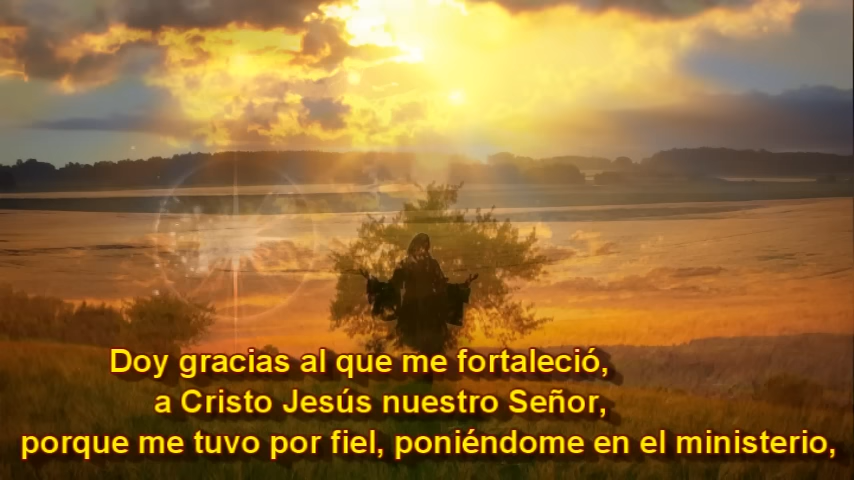 Doy gracias al que me fortaleció,
a Cristo Jesús nuestro Señor,
porque me tuvo por fiel, poniéndome en el ministerio,